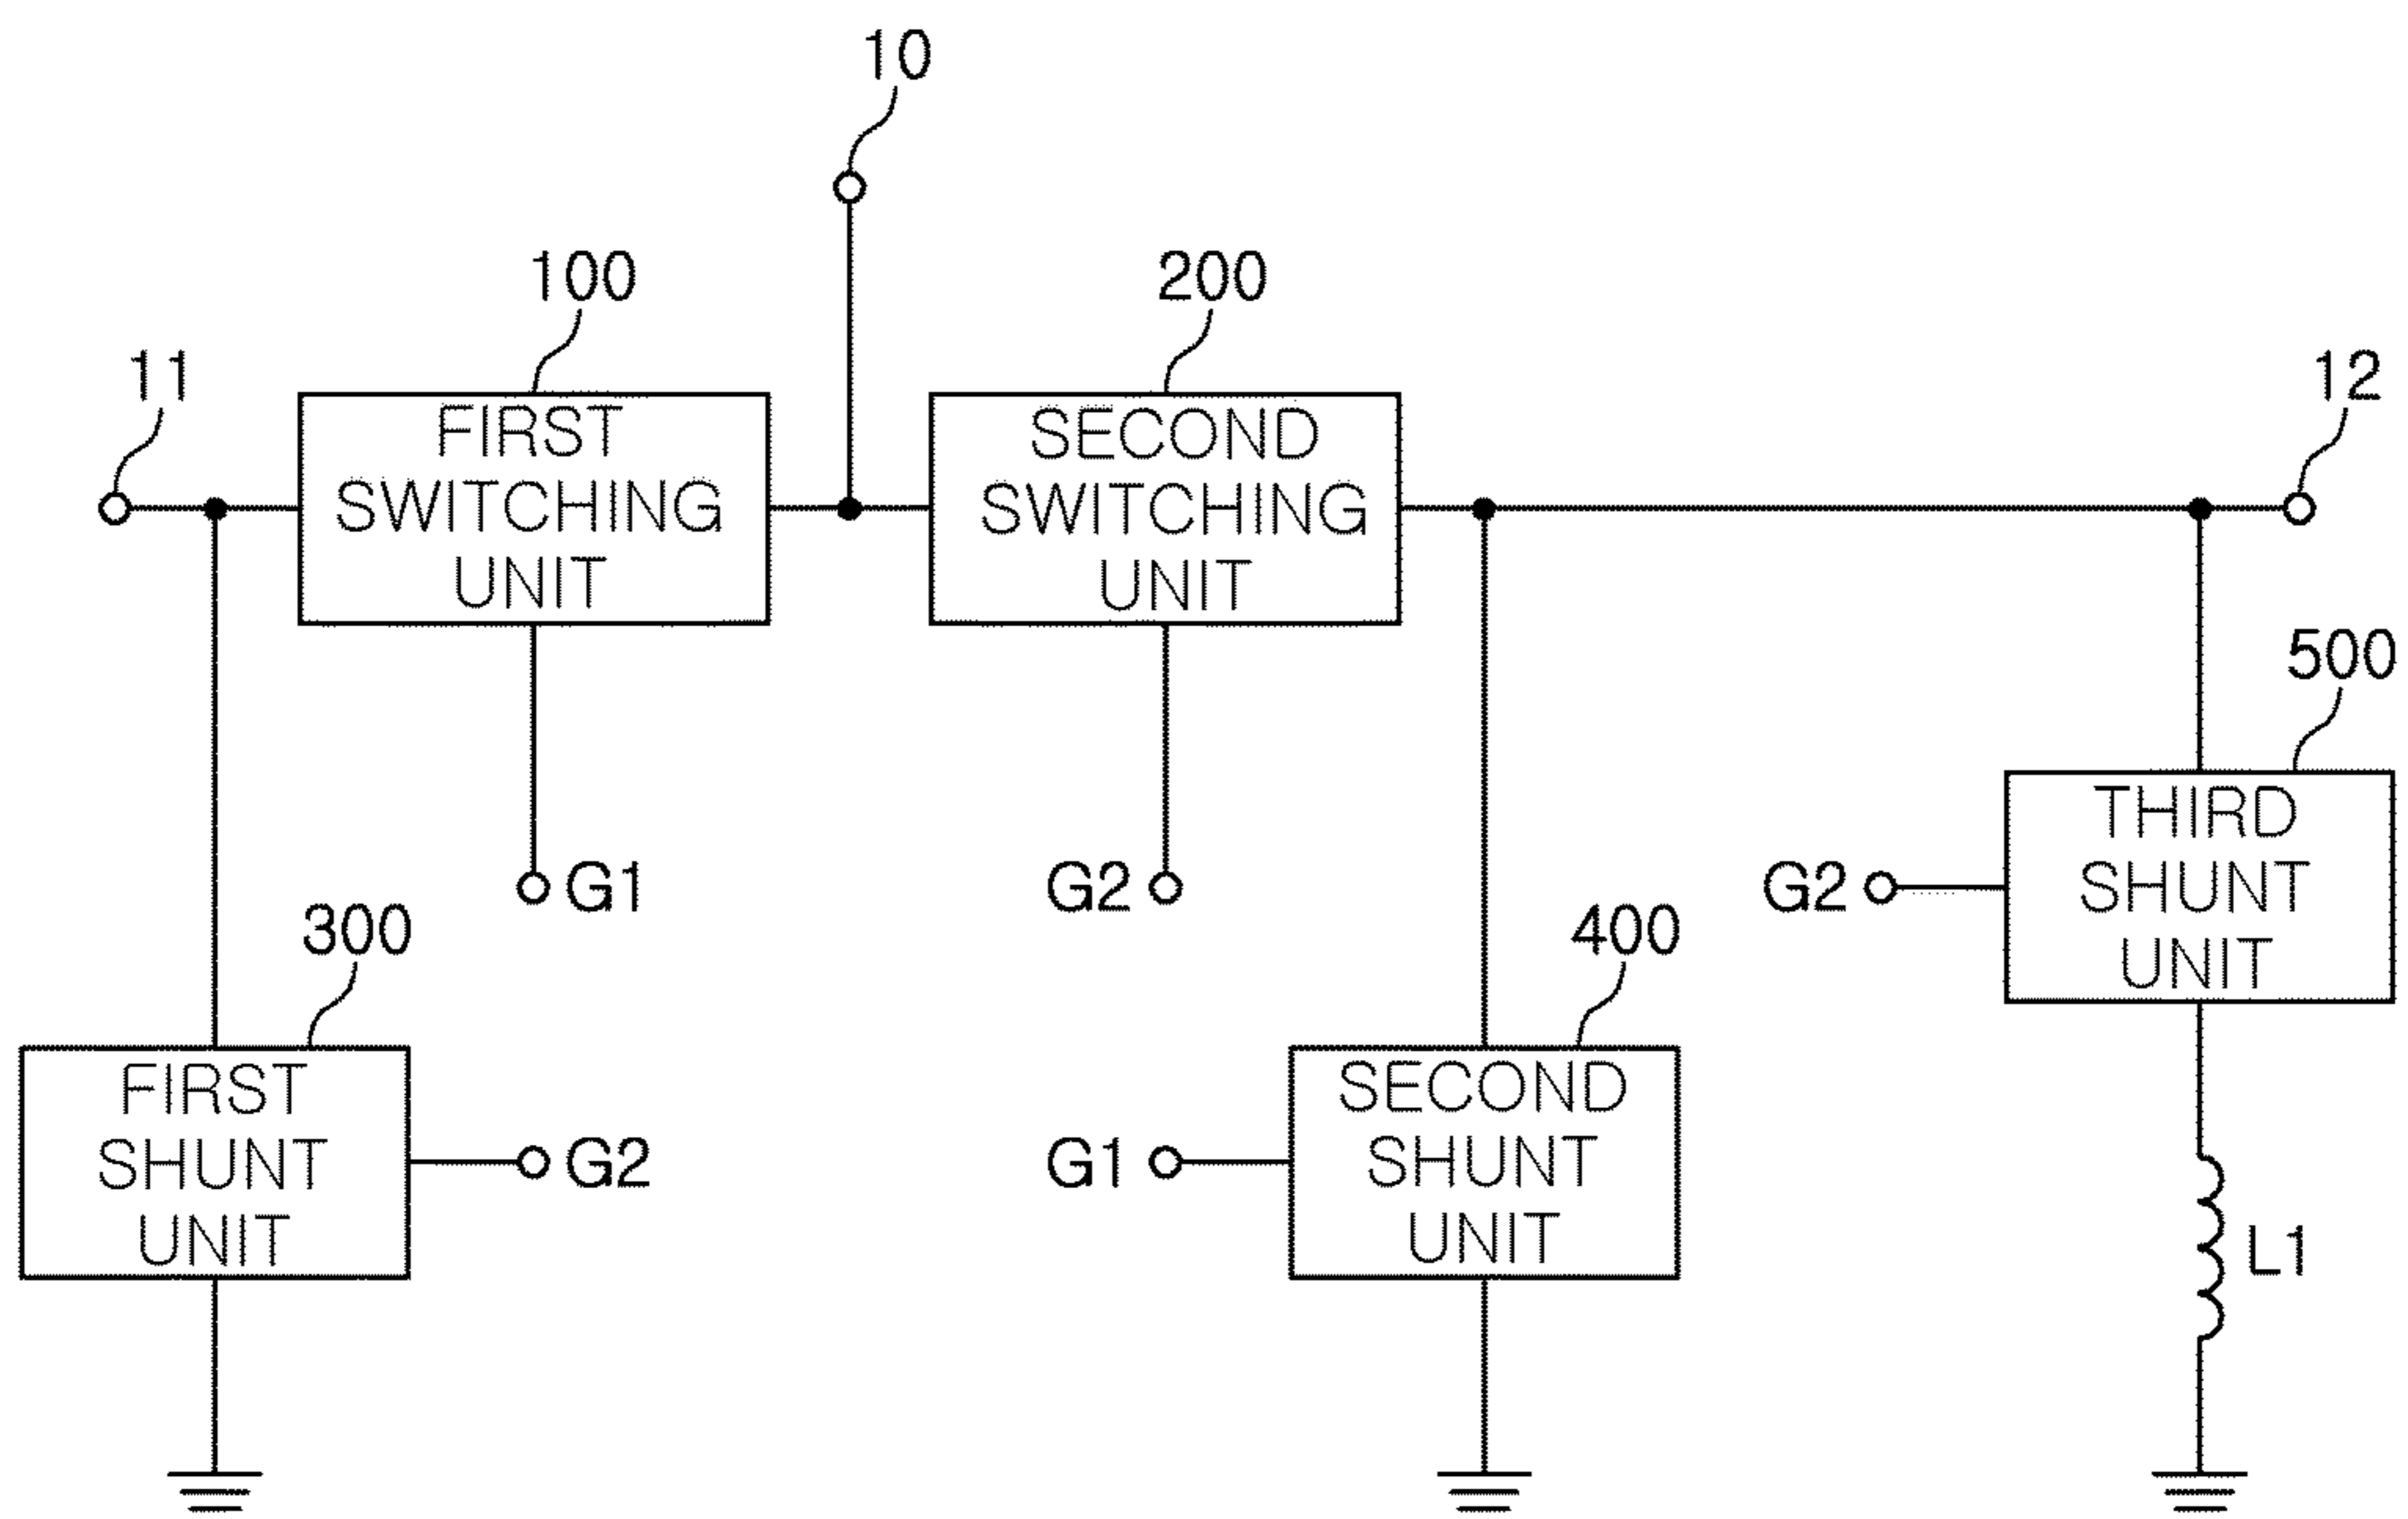 10
100
200
11
12
FIRST
SWITCHING
UNIT
SECOND
SWITCHING
UNIT
500
THIRD
SHUNT
UNIT
G1
G2
G2
300
400
FIRST
SHUNT
UNIT
G2
G1
SECOND
SHUNT
UNIT
L1